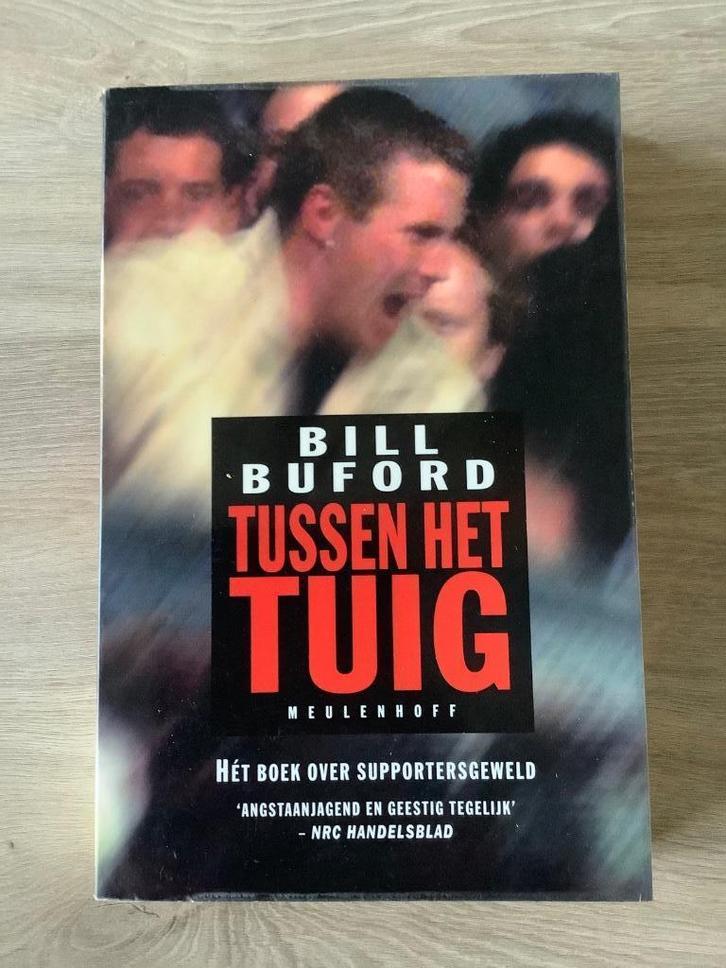 BILL
BUFORD
TUSSEN HET
TUIG
MEULENHOFF
HÉT BOEK OVER SUPPORTERSGEWELD
'ANGSTAANJAGEND EN GEESTIG TEGELIJK'
– NRC HANDELSBLAD